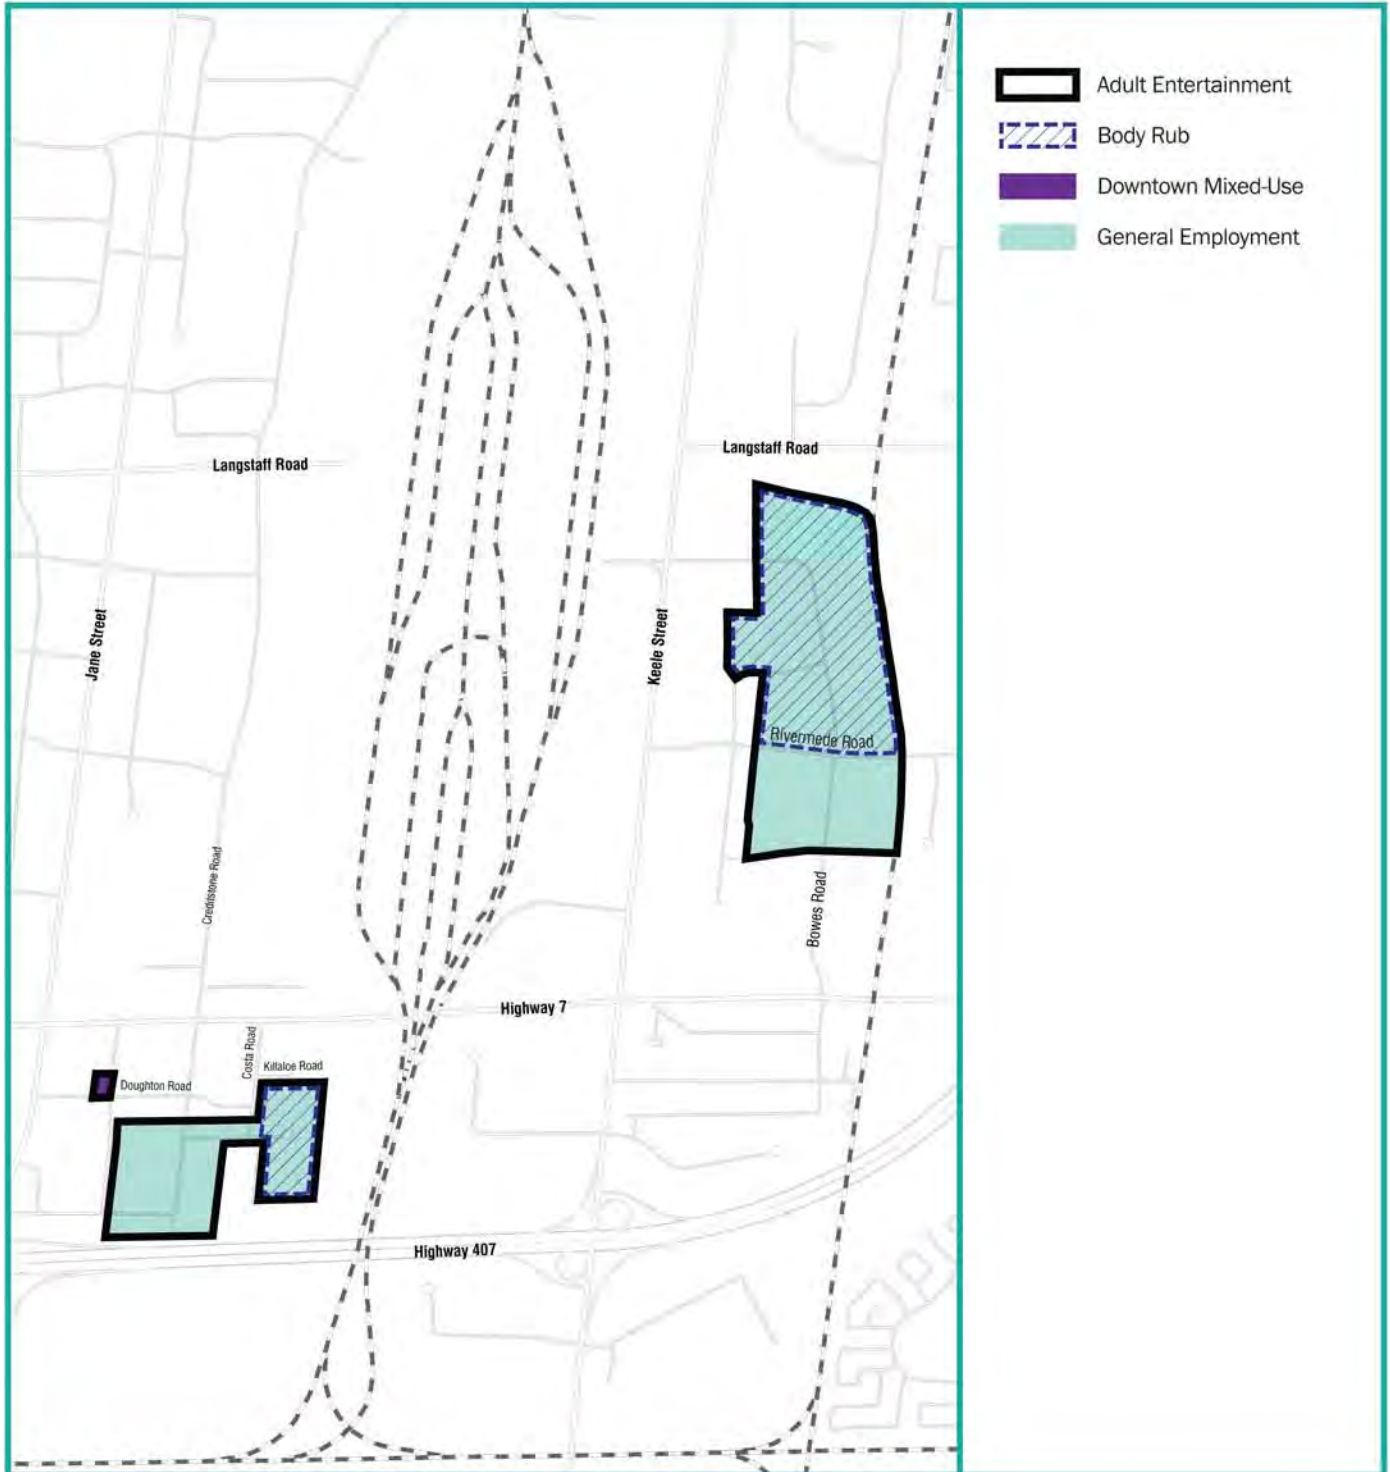 Adult Entertainment
Body Rub
Downtown Mixed-Use
General Employment
Langstaff Road
Langstaff Road
Jane Street
Keele Street
Rivermede Road
Creditstone Road
Bowes Road
Highway 7
Costa Road
Killaloe Road
Doughton Road
Highway 407